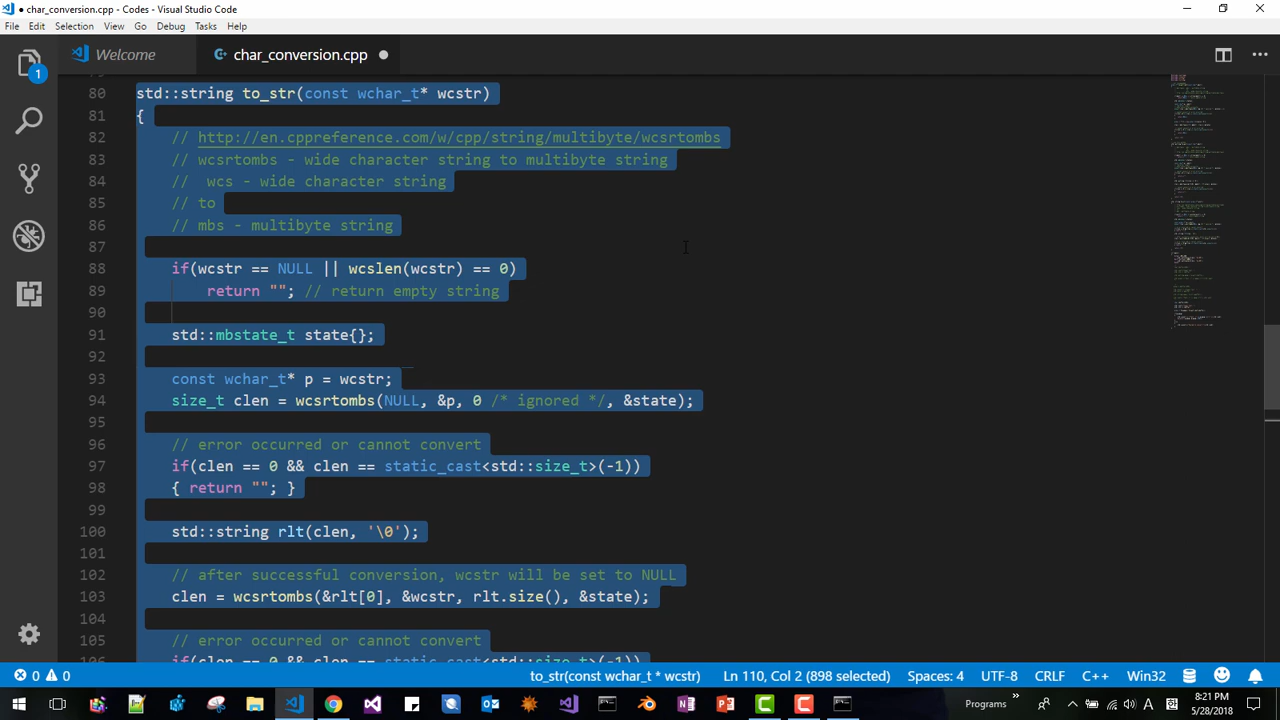 char_conversion.cpp - Codes - Visual Studio Code
File Edit Selection View Go Debug Tasks Help
Welcome char_conversion.cpp
1
80 std::string to_str(const wchar_t* wcstr)
81 {
82 // http://en.cppreference.com/w/cpp/string/multibyte/wcsrtombs
83 // wcsrtombs - wide character string to multibyte string
84 //  wcs - wide character string
85 // to
86 // mbs - multibyte string
87
88 if(wcstr == NULL || wcslen(wcstr) == 0)
89 return ""; // return empty string
90
91 std::mbstate_t state{};
92
93 const wchar_t* p = wcstr;
94 size_t clen = wcsrtombs(NULL, &p, 0 /* ignored */, &state);
95
96 // error occurred or cannot convert
97 if(clen == 0 && clen == static_cast<std::size_t>(-1))
98 { return ""; }
99
100 std::string rlt(clen, '\0');
101
102 // after successful conversion, wcstr will be set to NULL
103 clen = wcsrtombs(&rlt[0], &wcstr, rlt.size(), &state);
104
105 // error occurred or cannot convert
106 if(clen == 0 && clen == static_cast<std::size_t>(-1))
0 0 to_str(const wchar_t * wcstr) Ln 110, Col 2 (898 selected) Spaces: 4 UTF-8 CRLF C++ Win32
Programs 8:21 PM
5/28/2018